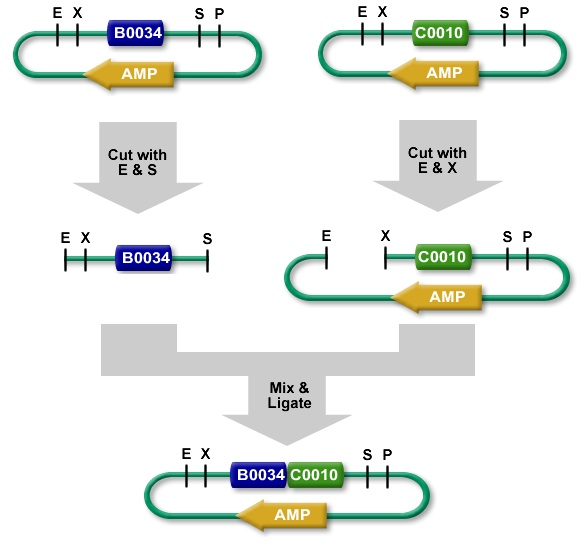 E X B0034 S P
AMP
E X C0010 S P
AMP
Cut with
E & S
Cut with
E & X
E X B0034 S
E X C0010 S P
AMP
Mix &
Ligate
E X B0034 C0010 S P
AMP